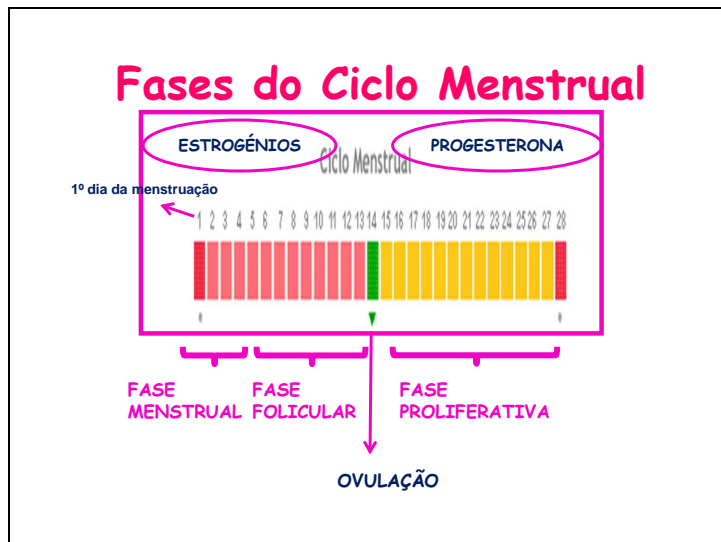 Fases do Ciclo Menstrual
ESTROGÉNIOS
PROGESTERONA
Ciclo Menstrual
1º dia da menstruação
1 2 3 4 5 6 7 8 9 10 11 12 13 14 15 16 17 18 19 20 21 22 23 24 25 26 27 28
FASE
MENSTRUAL
FASE
FOLICULAR
FASE
PROLIFERATIVA
OVULAÇÃO